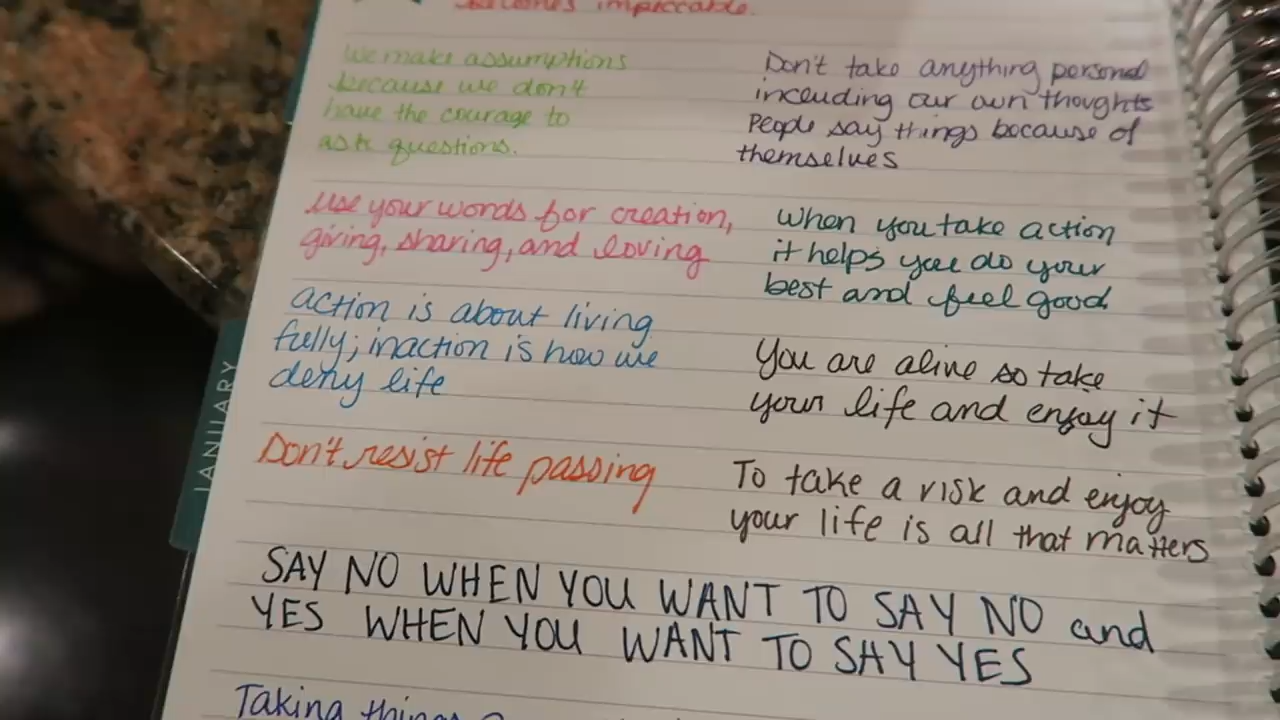 becomes impeccable.
We make assumptions
because we don't
have the courage to
ask questions.
Don't take anything personal
including our own thoughts
People say things because of
themselves
use your words for creation,
giving, sharing, and loving
when you take action
it helps you do your
best and feel good
action is about living
fully; inaction is how we
deny life
You are alive so take
your life and enjoy it
Don't resist life passing
To take a risk and enjoy
your life is all that matters
SAY NO WHEN YOU WANT TO SAY NO and
YES WHEN YOU WANT TO SAY YES
Taking things
JANUARY